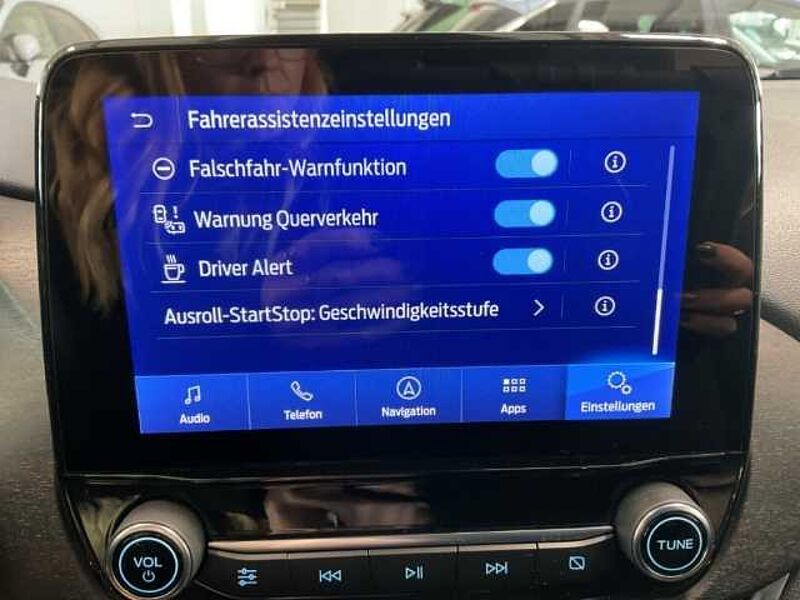 Fahrerassistenzeinstellungen
Falschfahr-Warnfunktion
Warnung Querverkehr
Driver Alert
Ausroll-StartStop: Geschwindigkeitsstufe
Audio
Telefon
Navigation
Apps
Einstellungen
VOL
TUNE